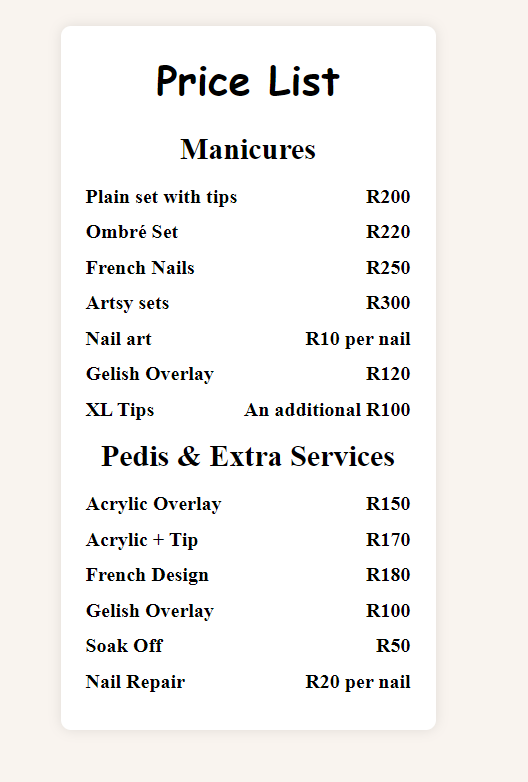 Price List
Manicures
Plain set with tips R200
Ombré Set R220
French Nails R250
Artsy sets R300
Nail art R10 per nail
Gelish Overlay R120
XL Tips An additional R100
Pedis & Extra Services
Acrylic Overlay R150
Acrylic + Tip R170
French Design R180
Gelish Overlay R100
Soak Off R50
Nail Repair R20 per nail